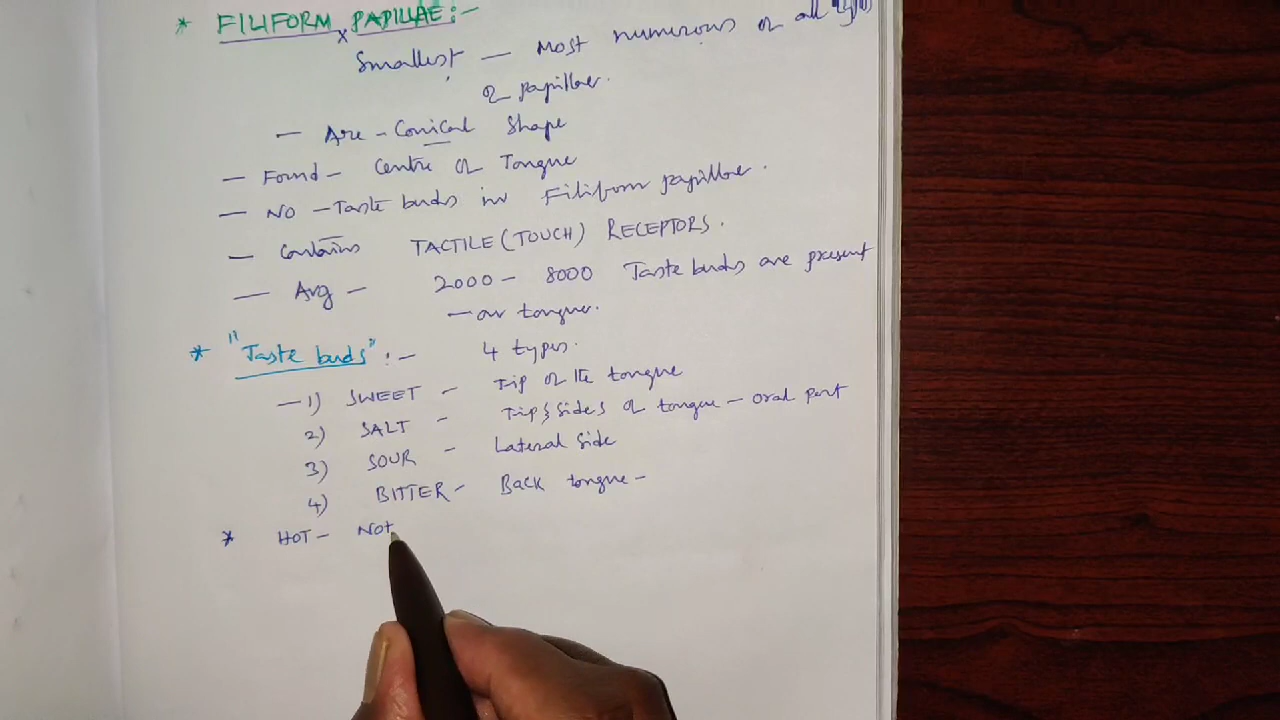 * FILIFORM PAPILLAE :-
Smallest — Most numerous of all
of papillae.
— Are - Conical Shape
— Found - Centre of Tongue
— NO - Taste buds in Filiform papillae.
— Contains TACTILE (TOUCH) RECEPTORS.
— Avg - 2000 - 8000 Taste buds are present
— on tongue.
* "Taste buds" :- 4 types.
— 1) SWEET - Tip of the tongue
2) SALT - Tip & sides of tongue - oral part
3) SOUR - Lateral side
4) BITTER - Back tongue -
* HOT - Not